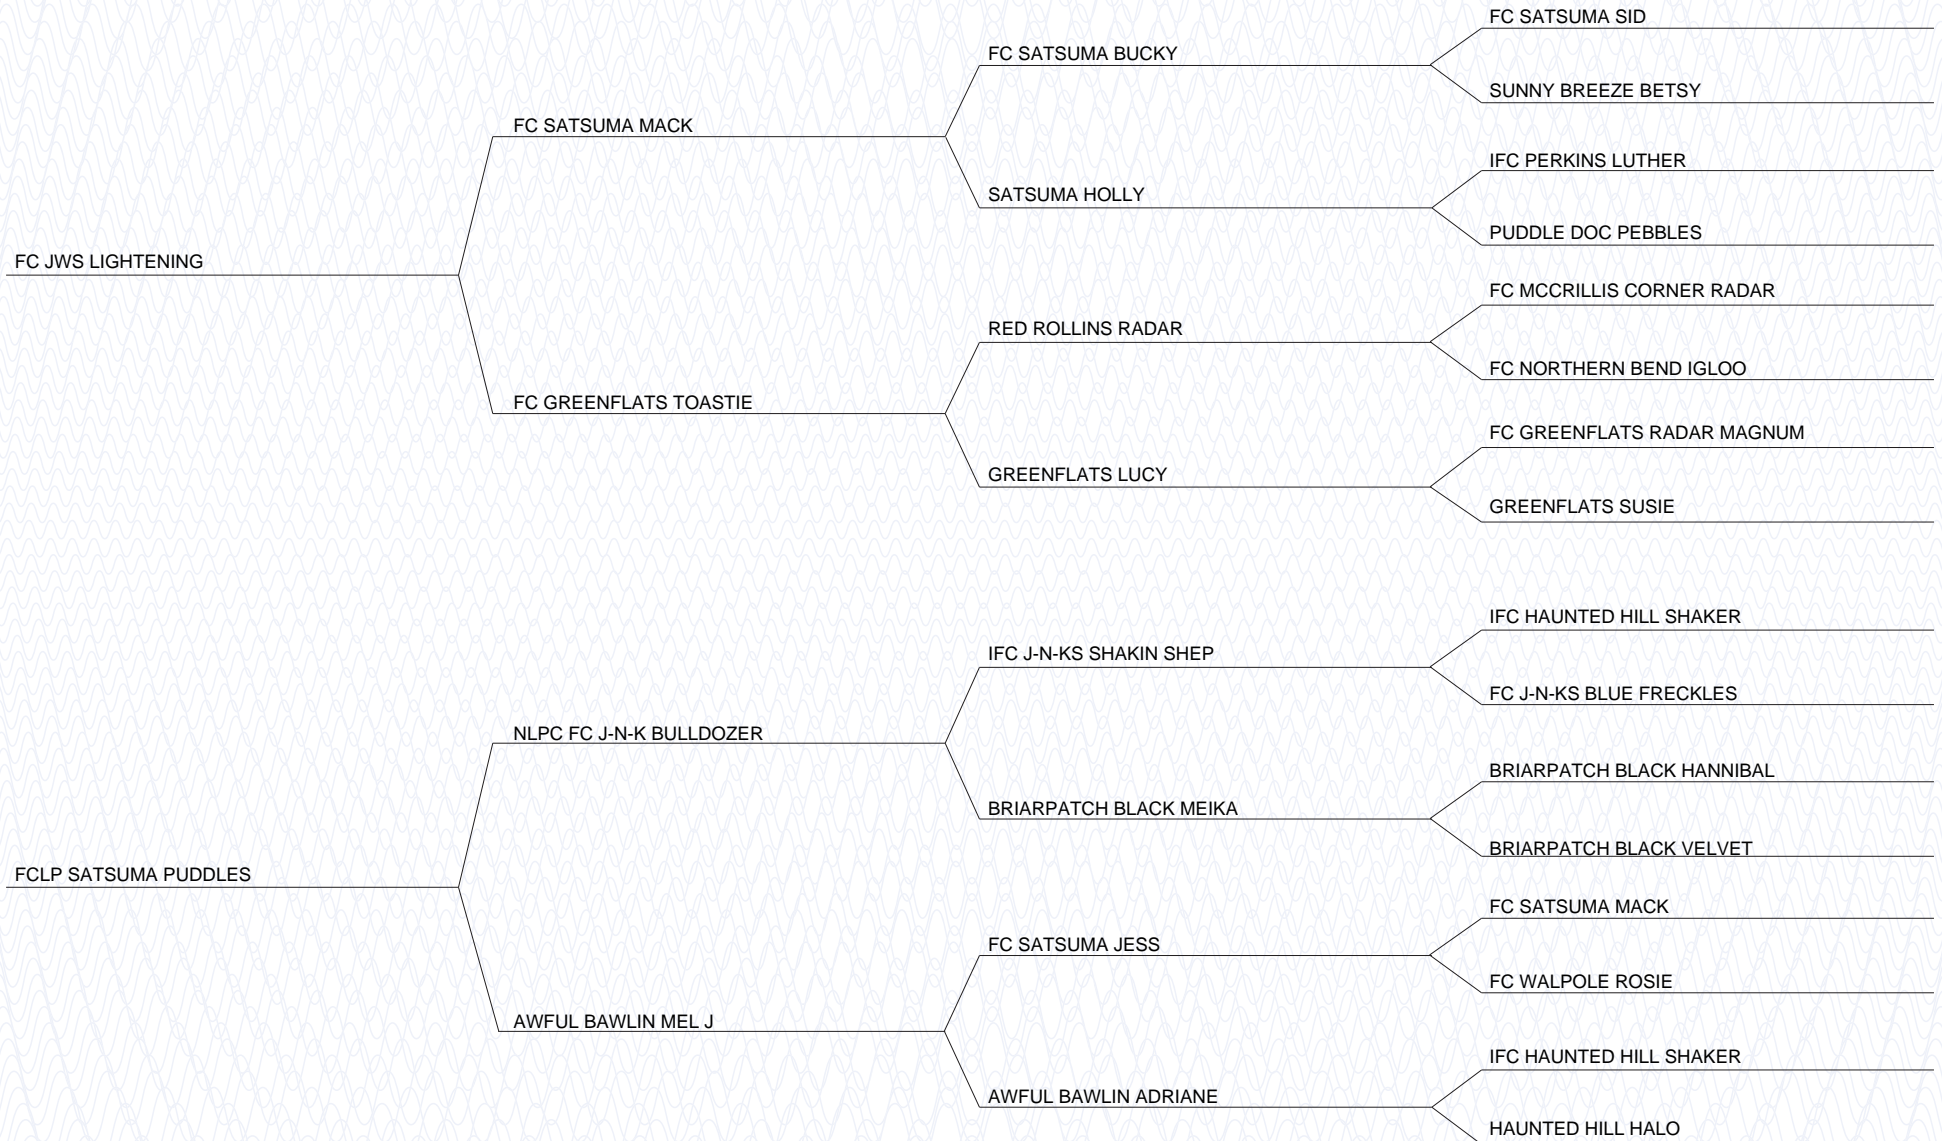 FC SATSUMA SID
FC SATSUMA BUCKY
SUNNY BREEZE BETSY
FC SATSUMA MACK
IFC PERKINS LUTHER
SATSUMA HOLLY
PUDDLE DOC PEBBLES
FC JWS LIGHTENING
FC MCCRILLIS CORNER RADAR
RED ROLLINS RADAR
FC NORTHERN BEND IGLOO
FC GREENFLATS TOASTIE
FC GREENFLATS RADAR MAGNUM
GREENFLATS LUCY
GREENFLATS SUSIE
IFC HAUNTED HILL SHAKER
IFC J-N-KS SHAKIN SHEP
FC J-N-KS BLUE FRECKLES
NLPC FC J-N-K BULLDOZER
BRIARPATCH BLACK HANNIBAL
BRIARPATCH BLACK MEIKA
BRIARPATCH BLACK VELVET
FCLP SATSUMA PUDDLES
FC SATSUMA MACK
FC SATSUMA JESS
FC WALPOLE ROSIE
AWFUL BAWLIN MEL J
IFC HAUNTED HILL SHAKER
AWFUL BAWLIN ADRIANE
HAUNTED HILL HALO